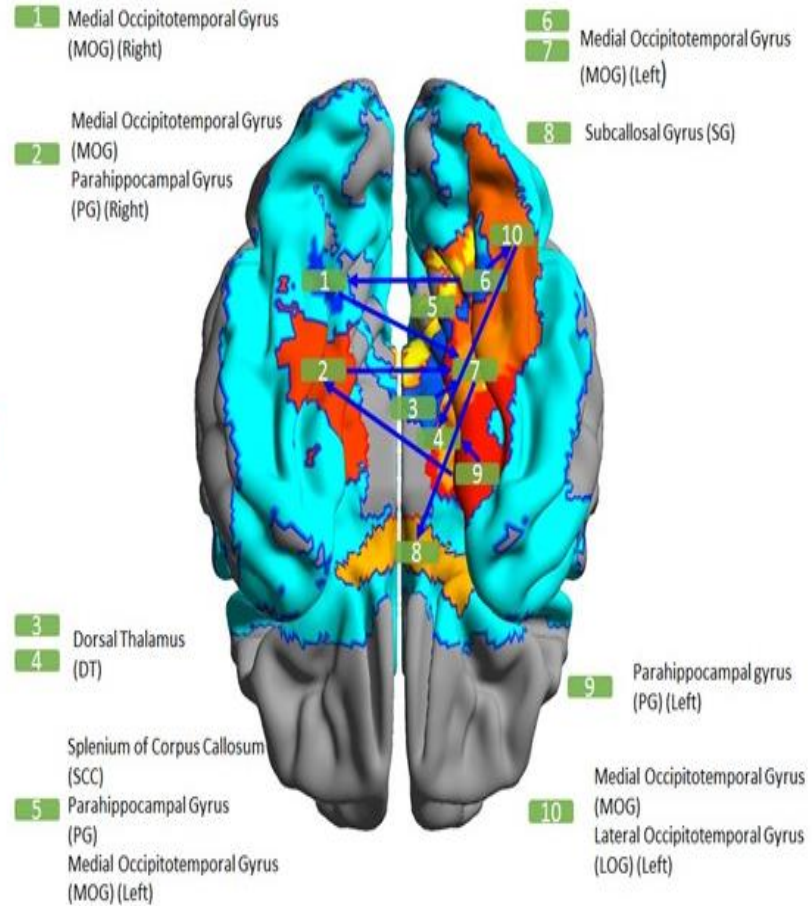 1 Medial Occipitotemporal Gyrus
(MOG) (Right)
2 Medial Occipitotemporal Gyrus
(MOG)
Parahippocampal Gyrus
(PG) (Right)
6
7 Medial Occipitotemporal Gyrus
(MOG) (Left)
8 Subcallosal Gyrus (SG)
10
1
6
5
2
7
3
4
9
8
3
4 Dorsal Thalamus
(DT)
Splenium of Corpus Callosum
(SCC)
5 Parahippocampal Gyrus
(PG)
Medial Occipitotemporal Gyrus
(MOG) (Left)
9 Parahippocampal gyrus
(PG) (Left)
Medial Occipitotemporal Gyrus
10 (MOG)
Lateral Occipitotemporal Gyrus
(LOG) (Left)